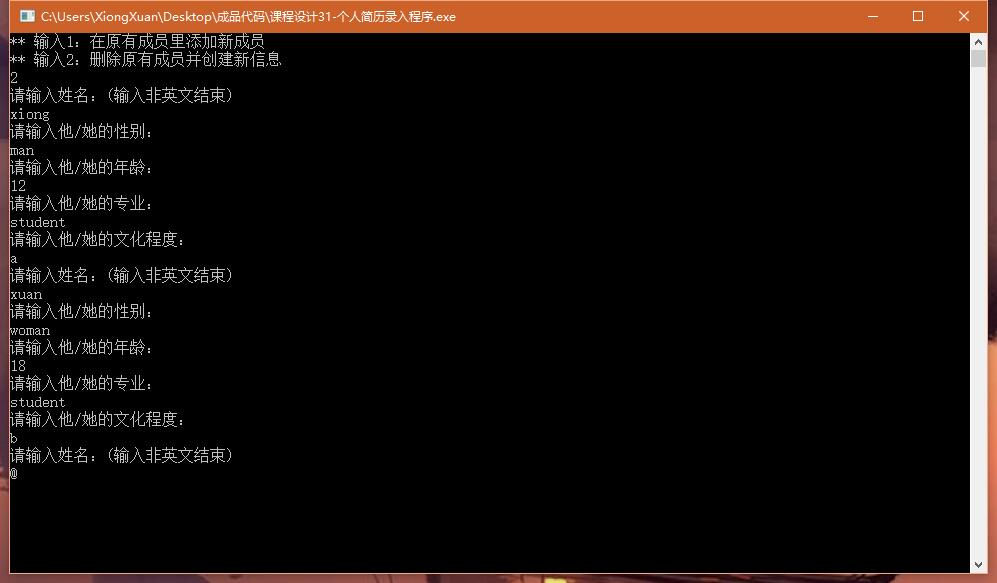 C:\Users\XiongXuan\Desktop\成品代码\课程设计31-个人简历录入程序.exe
** 输入1：在原有成员里添加新成员
** 输入2：删除原有成员并创建新信息
2
请输入姓名：(输入非英文结束)
xiong
请输入他/她的性别：
man
请输入他/她的年龄：
12
请输入他/她的专业：
student
请输入他/她的文化程度：
a
请输入姓名：(输入非英文结束)
xuan
请输入他/她的性别：
woman
请输入他/她的年龄：
18
请输入他/她的专业：
student
请输入他/她的文化程度：
b
请输入姓名：(输入非英文结束)
@